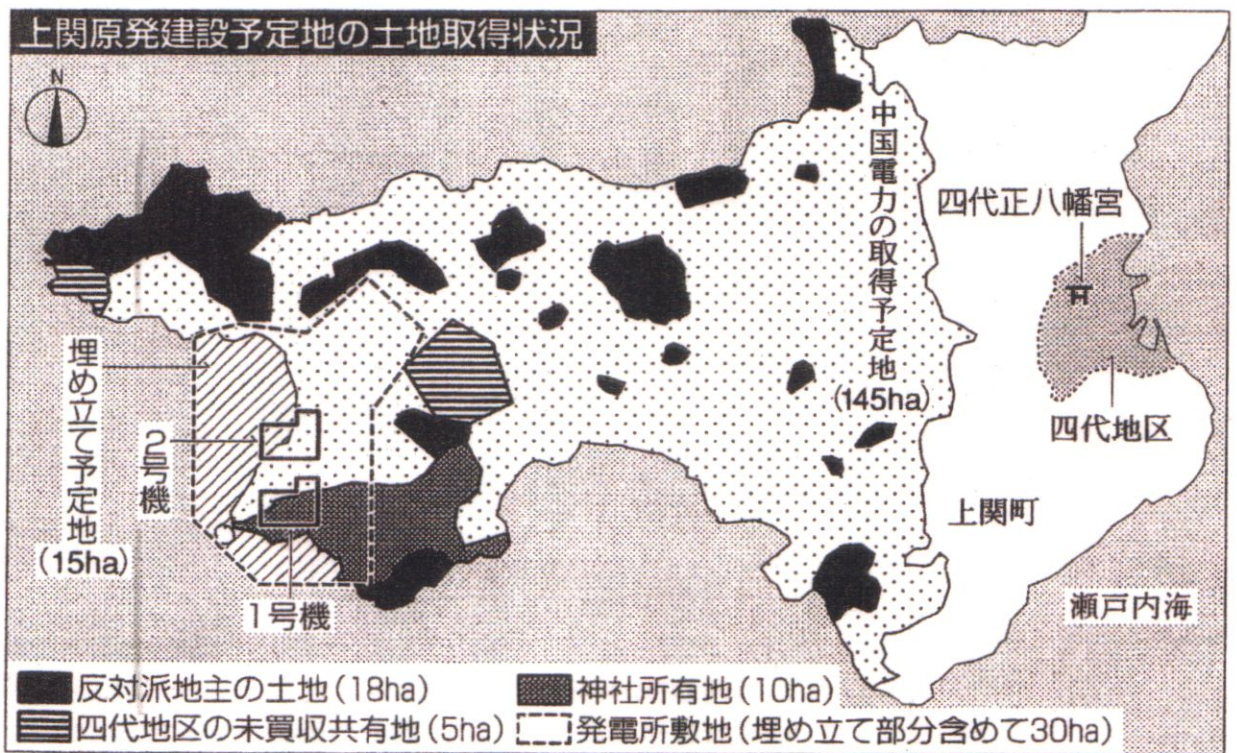 上関原発建設予定地の土地取得状況
N
中国電力の取得予定地
(145ha)
四代正八幡宮
四代地区
上関町
瀬戸内海
埋め立て予定地
(15ha)
2号機
1号機
反対派地主の土地(18ha)
神社所有地(10ha)
四代地区の未買収共有地(5ha)
発電所敷地(埋め立て部分含めて30ha)